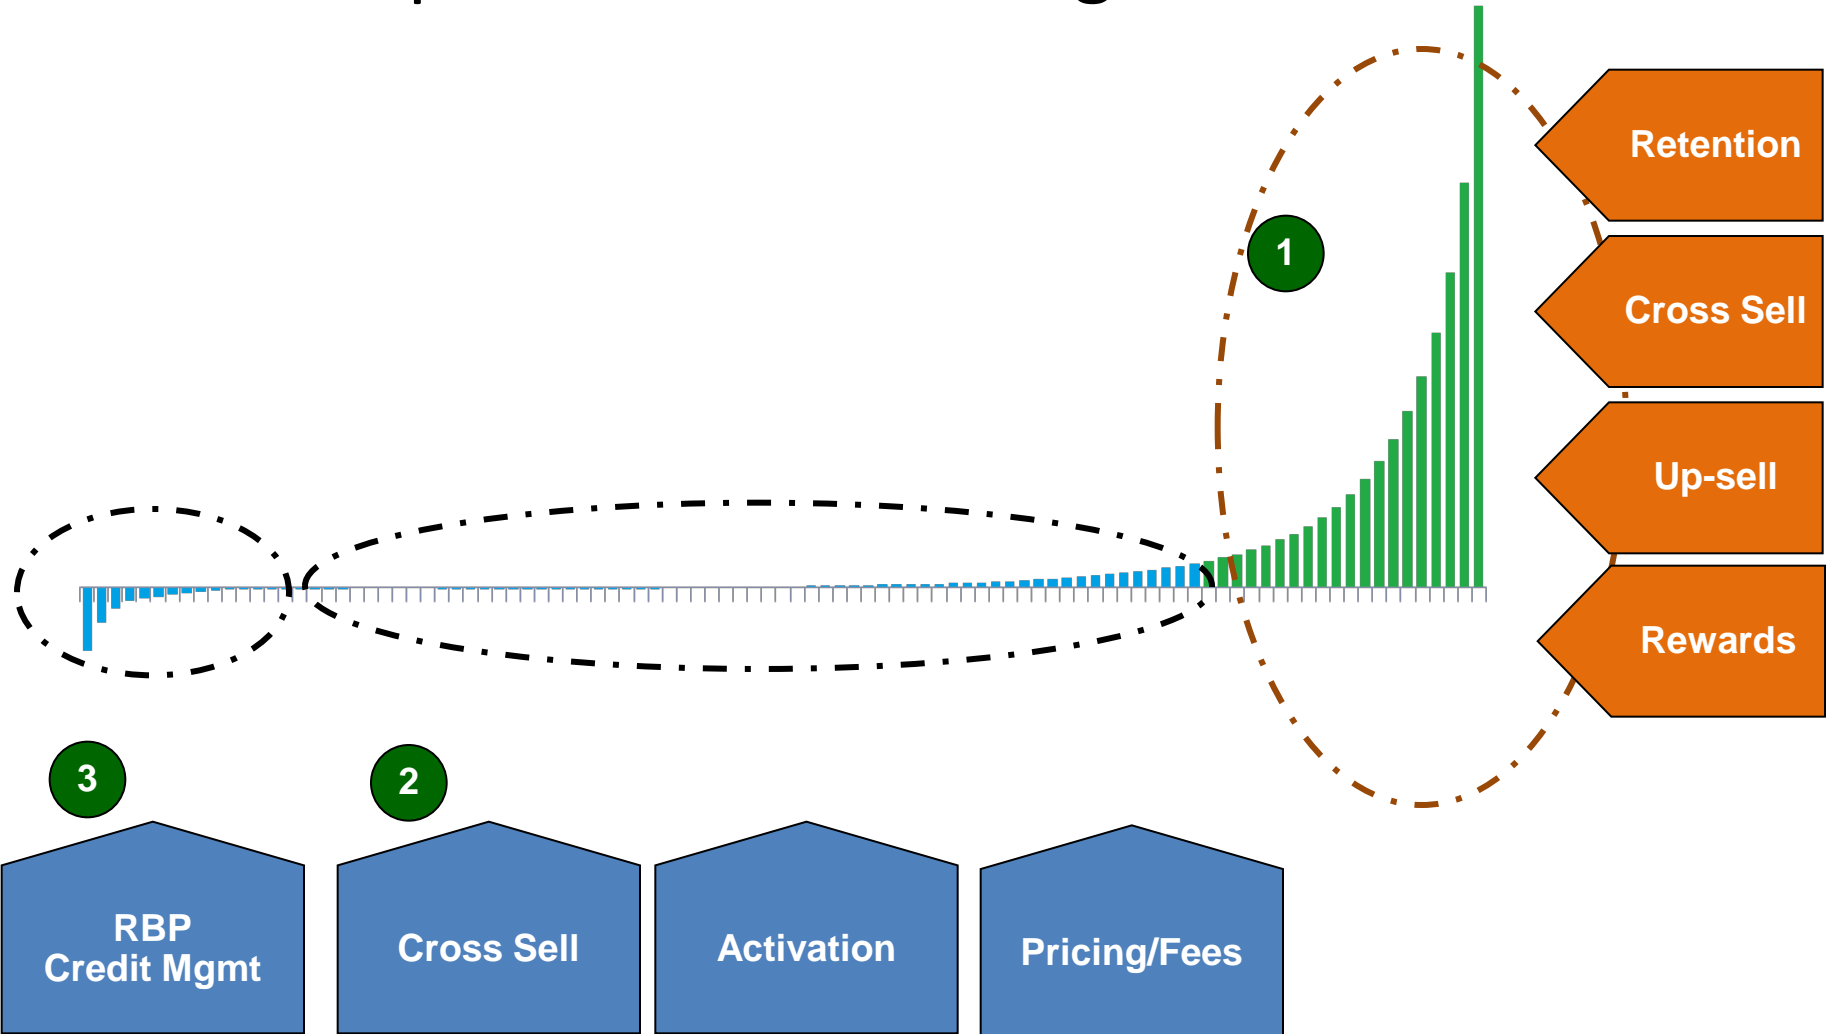 Retention
1
Cross Sell
Up-sell
Rewards
3
2
RBP
Credit Mgmt
Cross Sell
Activation
Pricing/Fees